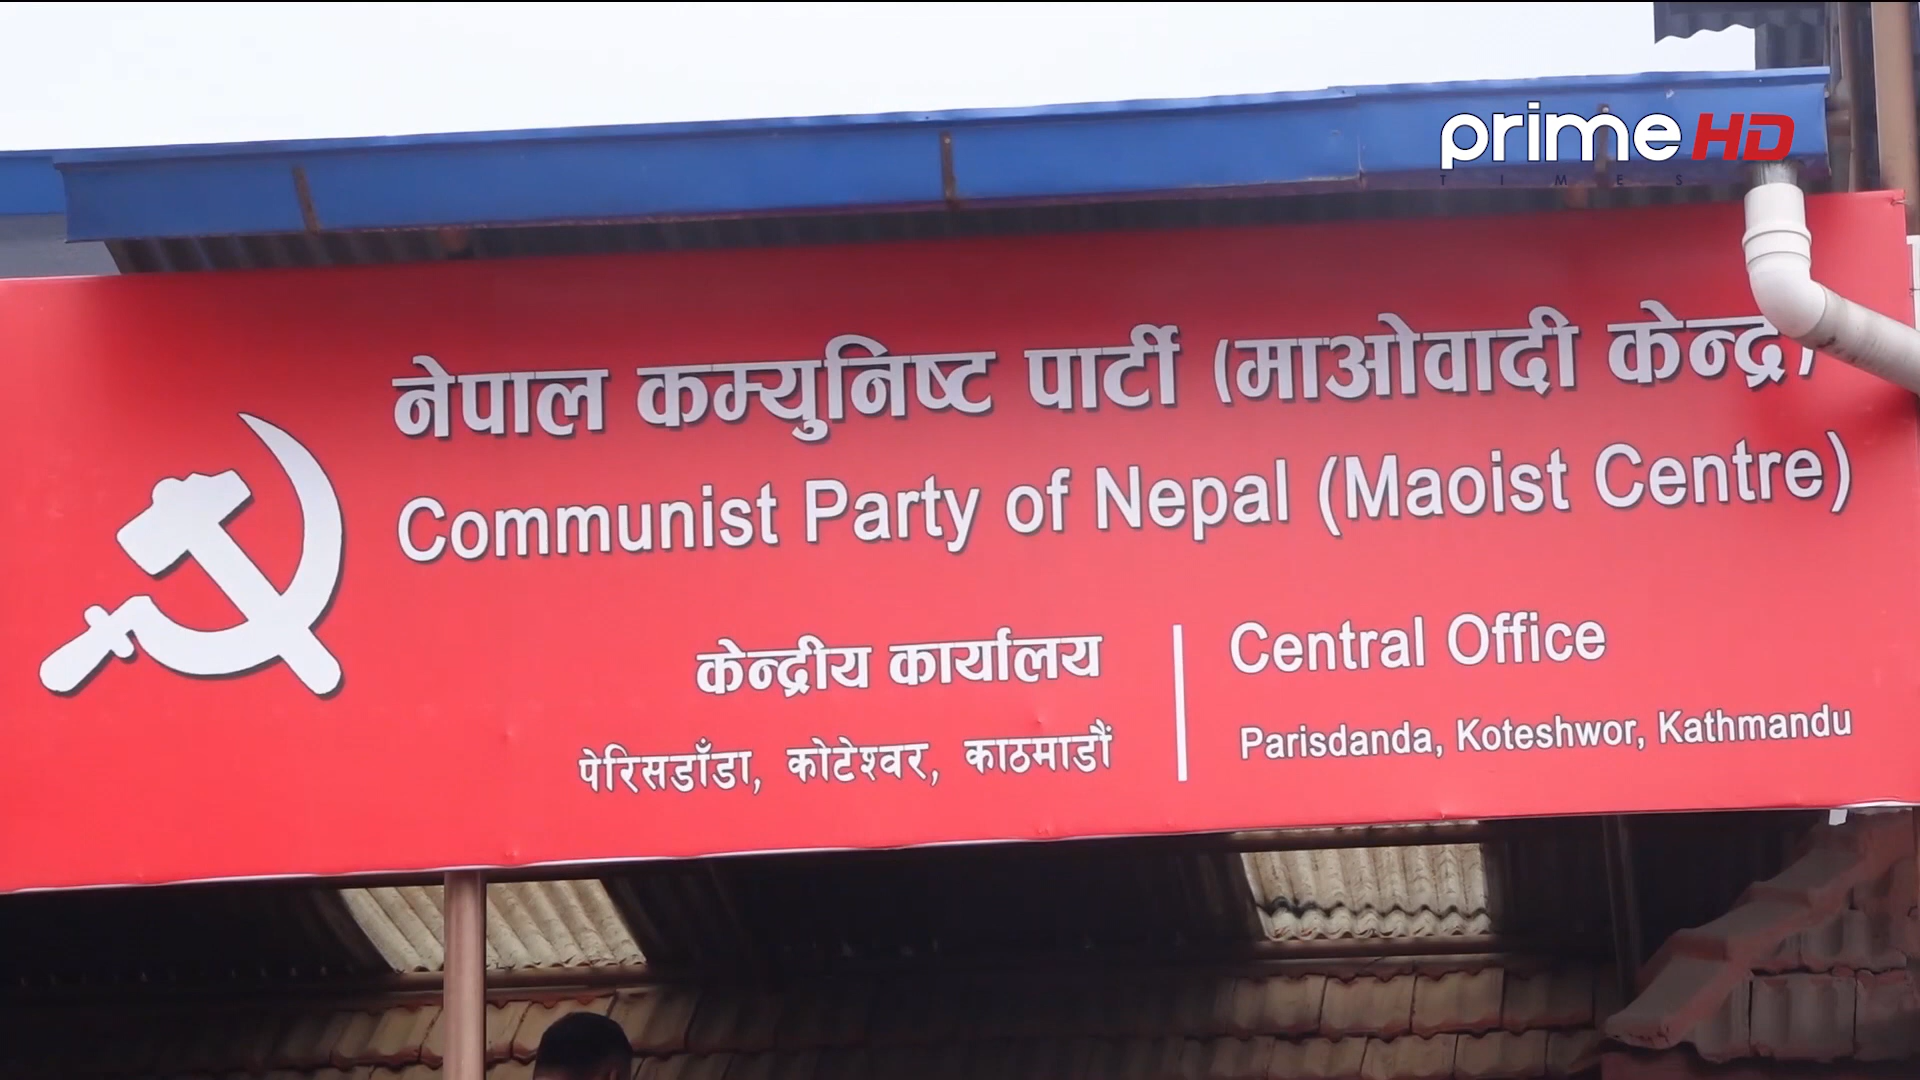 prime HD
TIMES
नेपाल कम्युनिष्ट पार्टी (माओवादी केन्द्र)
Communist Party of Nepal (Maoist Centre)
केन्द्रीय कार्यालय
पेरिसडाँडा, कोटेश्वर, काठमाडौं
Central Office
Parisdanda, Koteshwor, Kathmandu